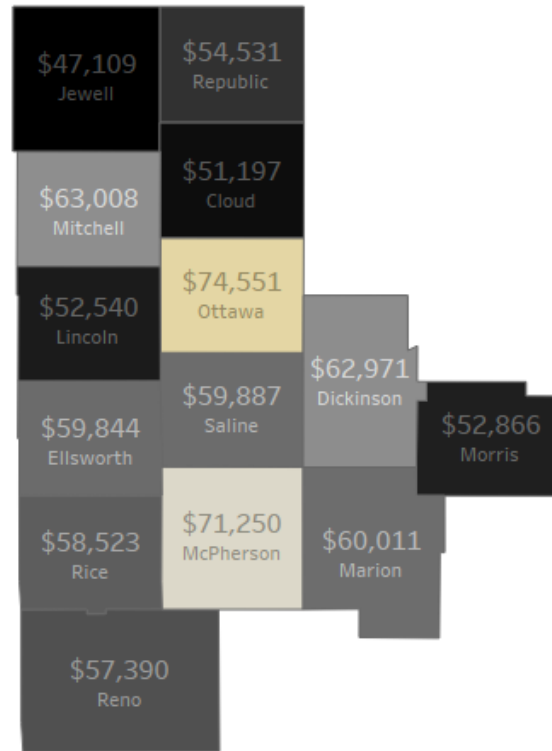 $47,109
Jewell
$54,531
Republic
$63,008
Mitchell
$51,197
Cloud
$52,540
Lincoln
$74,551
Ottawa
$62,971
Dickinson
$59,844
Ellsworth
$59,887
Saline
$52,866
Morris
$58,523
Rice
$71,250
McPherson
$60,011
Marion
$57,390
Reno